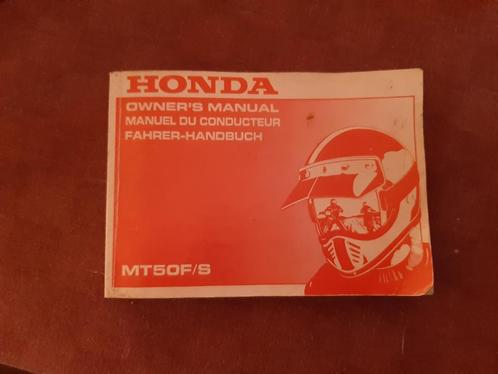 HONDA
OWNER'S MANUAL
MANUEL DU CONDUCTEUR
FAHRER-HANDBUCH
MT50F/S